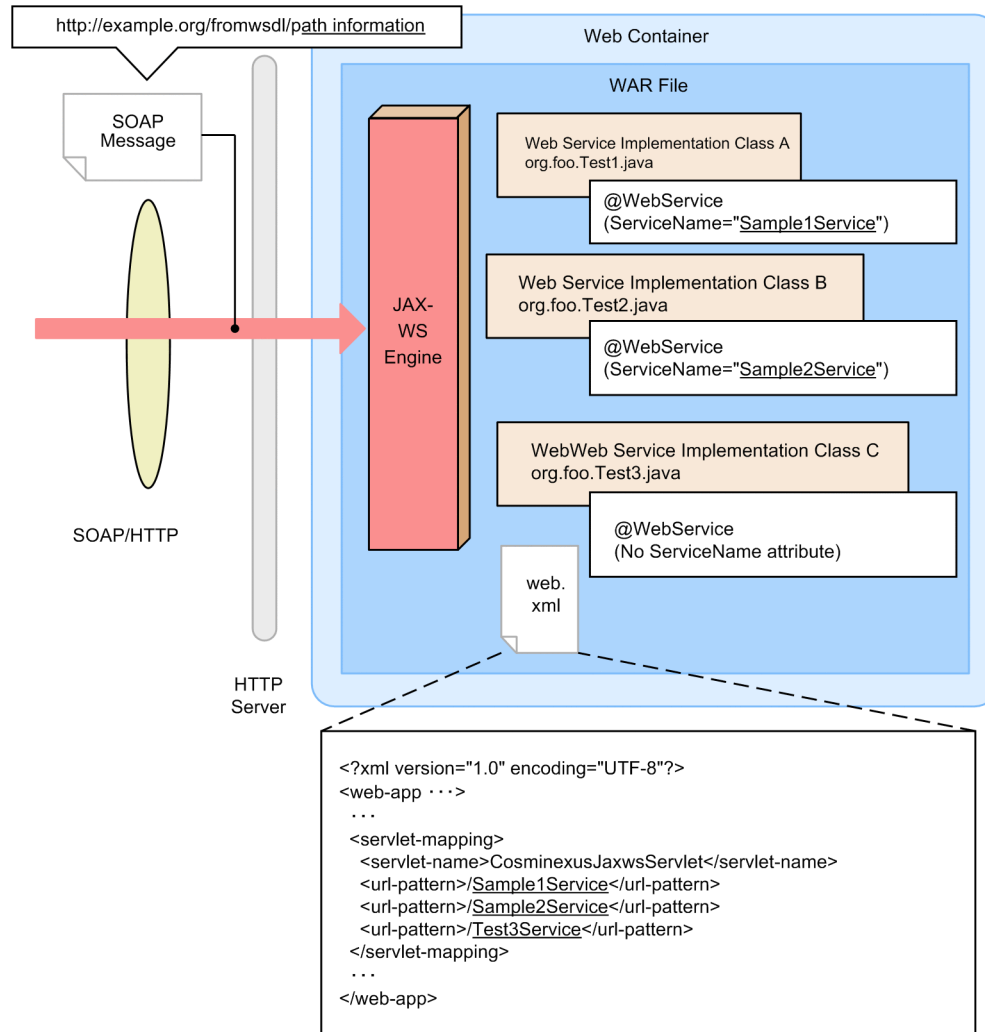 http://example.org/fromwsdl/path information
Web Container
WAR File
SOAP
Message
Web Service Implementation Class A
org.foo.Test1.java
@WebService
(ServiceName="Sample1Service")
Web Service Implementation Class B
org.foo.Test2.java
@WebService
(ServiceName="Sample2Service")
JAX-
WS
Engine
WebWeb Service Implementation Class C
org.foo.Test3.java
@WebService
(No ServiceName attribute)
SOAP/HTTP
web.
xml
HTTP
Server
<?xml version="1.0" encoding="UTF-8"?>
<web-app ･･･>
･･･
<servlet-mapping>
<servlet-name>CosminexusJaxwsServlet</servlet-name>
<url-pattern>/Sample1Service</url-pattern>
<url-pattern>/Sample2Service</url-pattern>
<url-pattern>/Test3Service</url-pattern>
</servlet-mapping>
･･･
</web-app>